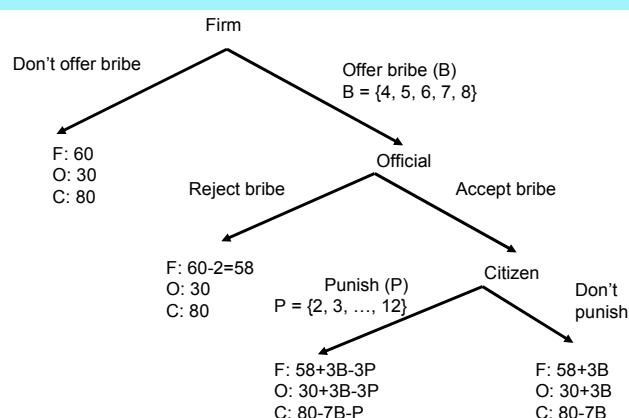 Firm
Don’t offer bribe
Offer bribe (B)
B = {4, 5, 6, 7, 8}
F: 60
O: 30
C: 80
Official
Reject bribe
Accept bribe
F: 60-2=58
O: 30
C: 80
Citizen
Punish (P)
P = {2, 3, …, 12}
Don’t
punish
F: 58+3B-3P
O: 30+3B-3P
C: 80-7B-P
F: 58+3B
O: 30+3B
C: 80-7B